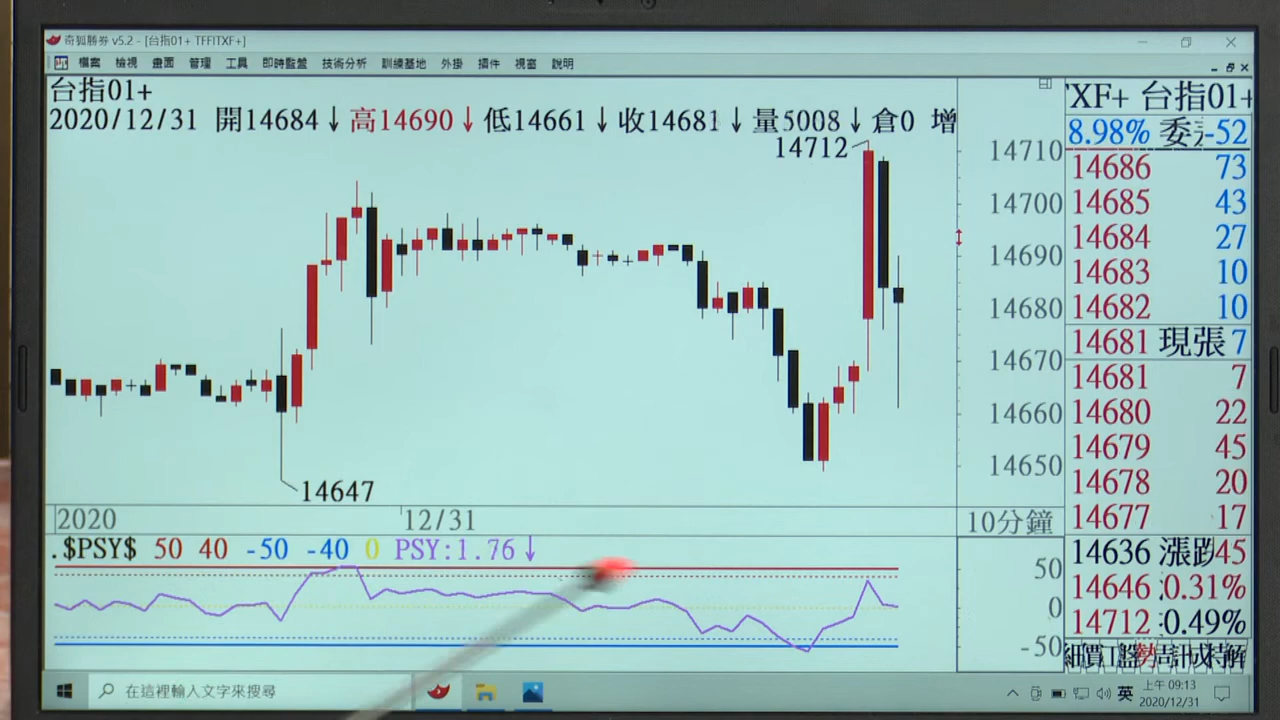 奇狐勝券 v5.2 - [台指01+ TFFITXF+]
檔案 檢視 畫面 管理 工具 即時監盤 技術分析 訓練基地 外掛 插件 視窗 說明
台指01+
2020/12/31 開14684↓ 高14690↓ 低14661↓ 收14681↓ 量5008↓ 倉0 增
14712
14647
14710
14700
14690
14680
14670
14660
14650
2020 12/31 10分鐘
.$PSY$ 50 40 -50 -40 0 PSY:1.76↓
50
0
-50
TXF+ 台指01+
8.98% 委 -52
14686 73
14685 43
14684 27
14683 10
14682 10
14681 現張 7
14681 7
14680 22
14679 45
14678 20
14677 17
14636 漲跌 45
14646 0.31%
14712 0.49%
在這裡輸入文字來搜尋
英
上午 09:13
2020/12/31